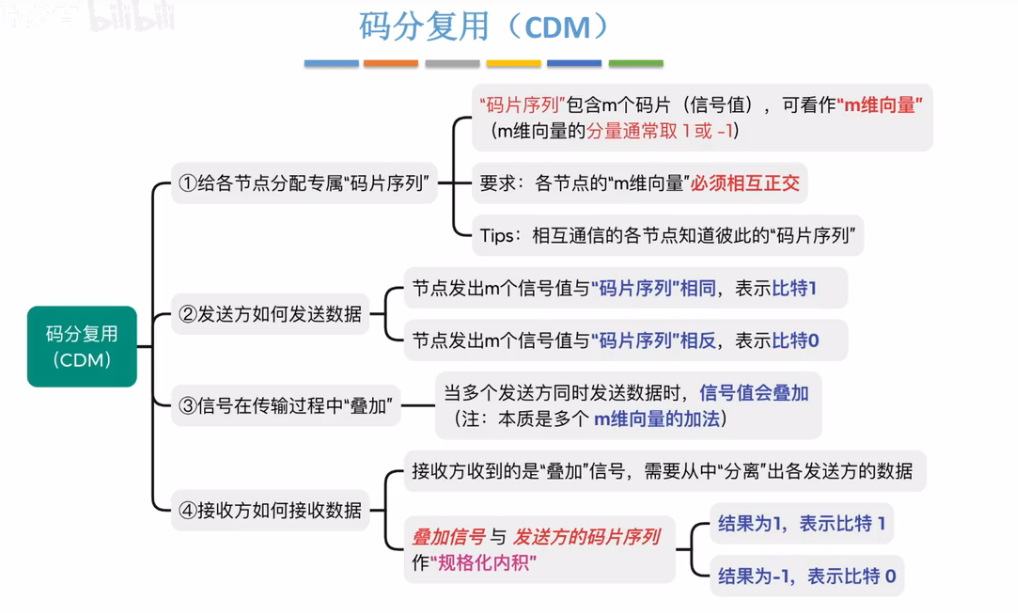 bilibili
码分复用（CDM）
“码片序列”包含m个码片（信号值），可看作“m维向量”
（m维向量的分量通常取 1 或 -1）
①给各节点分配专属“码片序列”
要求：各节点的“m维向量”必须相互正交
Tips：相互通信的各节点知道彼此的“码片序列”
节点发出m个信号值与“码片序列”相同，表示比特1
②发送方如何发送数据
节点发出m个信号值与“码片序列”相反，表示比特0
码分复用
（CDM）
③信号在传输过程中“叠加”
当多个发送方同时发送数据时，信号值会叠加
（注：本质是多个 m维向量的加法）
接收方收到的是“叠加”信号，需要从中“分离”出各发送方的数据
④接收方如何接收数据
叠加信号 与 发送方的码片序列
作“规格化内积”
结果为1，表示比特 1
结果为-1，表示比特 0